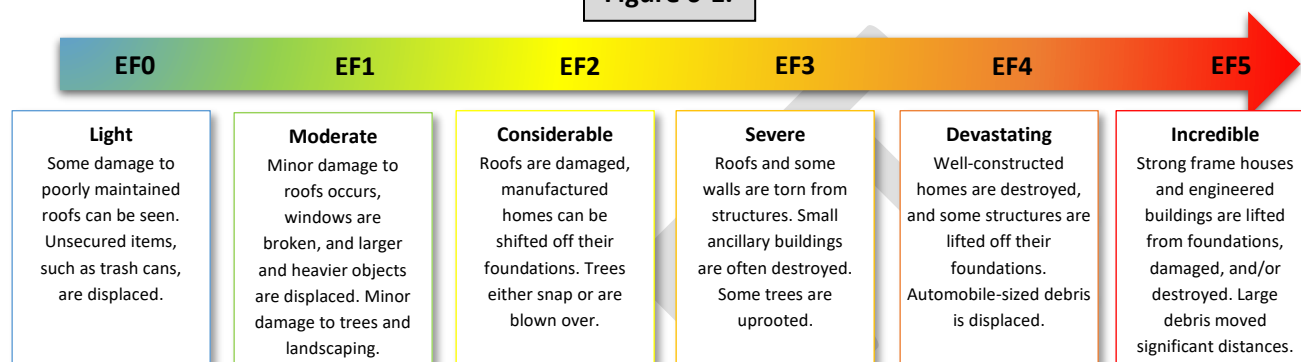 EF0
EF1
EF2
EF3
EF4
EF5
Light
Some damage to
poorly maintained
roofs can be seen.
Unsecured items,
such as trash cans,
are displaced.
Moderate
Minor damage to
roofs occurs,
windows are
broken, and larger
and heavier objects
are displaced. Minor
damage to trees and
landscaping.
Considerable
Roofs are damaged,
manufactured
homes can be
shifted off their
foundations. Trees
either snap or are
blown over.
Severe
Roofs and some
walls are torn from
structures. Small
ancillary buildings
are often destroyed.
Some trees are
uprooted.
Devastating
Well-constructed
homes are destroyed,
and some structures are
lifted off their
foundations.
Automobile-sized debris
is displaced.
Incredible
Strong frame houses
and engineered
buildings are lifted
from foundations,
damaged, and/or
destroyed. Large
debris moved
significant distances.